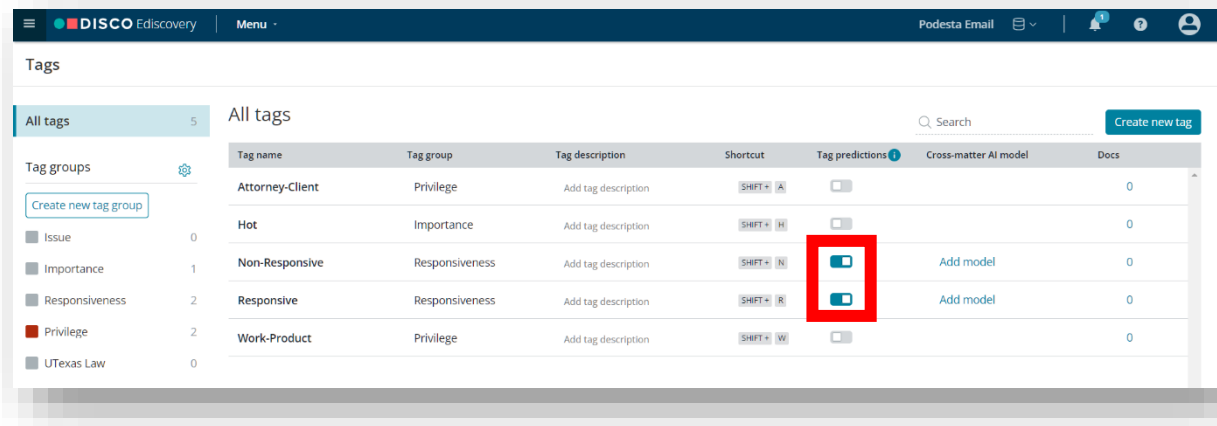 DISCO Ediscovery Menu Podesta Email 1
Tags
All tags 5
Tag groups
Create new tag group
Issue 0
Importance 1
Responsiveness 2
Privilege 2
UTexas Law 0
All tags Search Create new tag
Tag name Tag group Tag description Shortcut Tag predictions Cross-matter AI model Docs
Attorney-Client Privilege Add tag description SHIFT + A 0
Hot Importance Add tag description SHIFT + H 0
Non-Responsive Responsiveness Add tag description SHIFT + N Add model 0
Responsive Responsiveness Add tag description SHIFT + R Add model 0
Work-Product Privilege Add tag description SHIFT + W 0